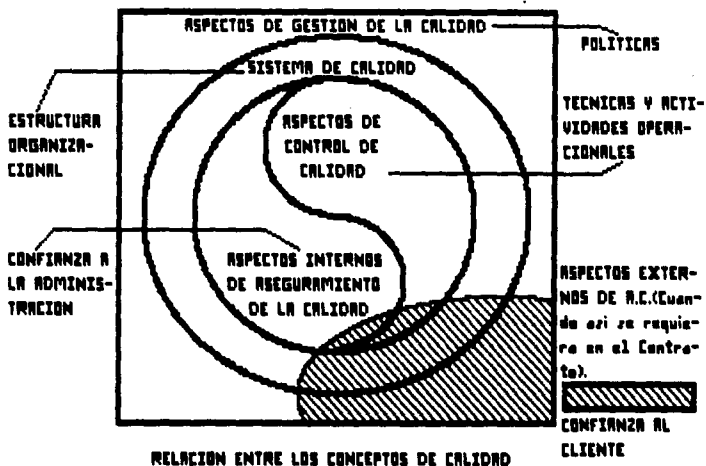 ASPECTOS DE GESTION DE LA CALIDAD
POLITICAS
SISTEMA DE CALIDAD
ESTRUCTURA
ORGANIZA-
CIONAL
ASPECTOS DE
CONTROL DE
CALIDAD
TECNICAS Y ACTI-
VIDADES OPERA-
CIONALES
CONFIANZA A
LA ADMINIS-
TRACION
ASPECTOS INTERNOS
DE ASEGURAMIENTO
DE LA CALIDAD
ASPECTOS EXTER-
NOS DE A.C.(Cuan-
do asi se requie-
ra en el Contra-
to).
CONFIANZA AL
CLIENTE
RELACION ENTRE LOS CONCEPTOS DE CALIDAD